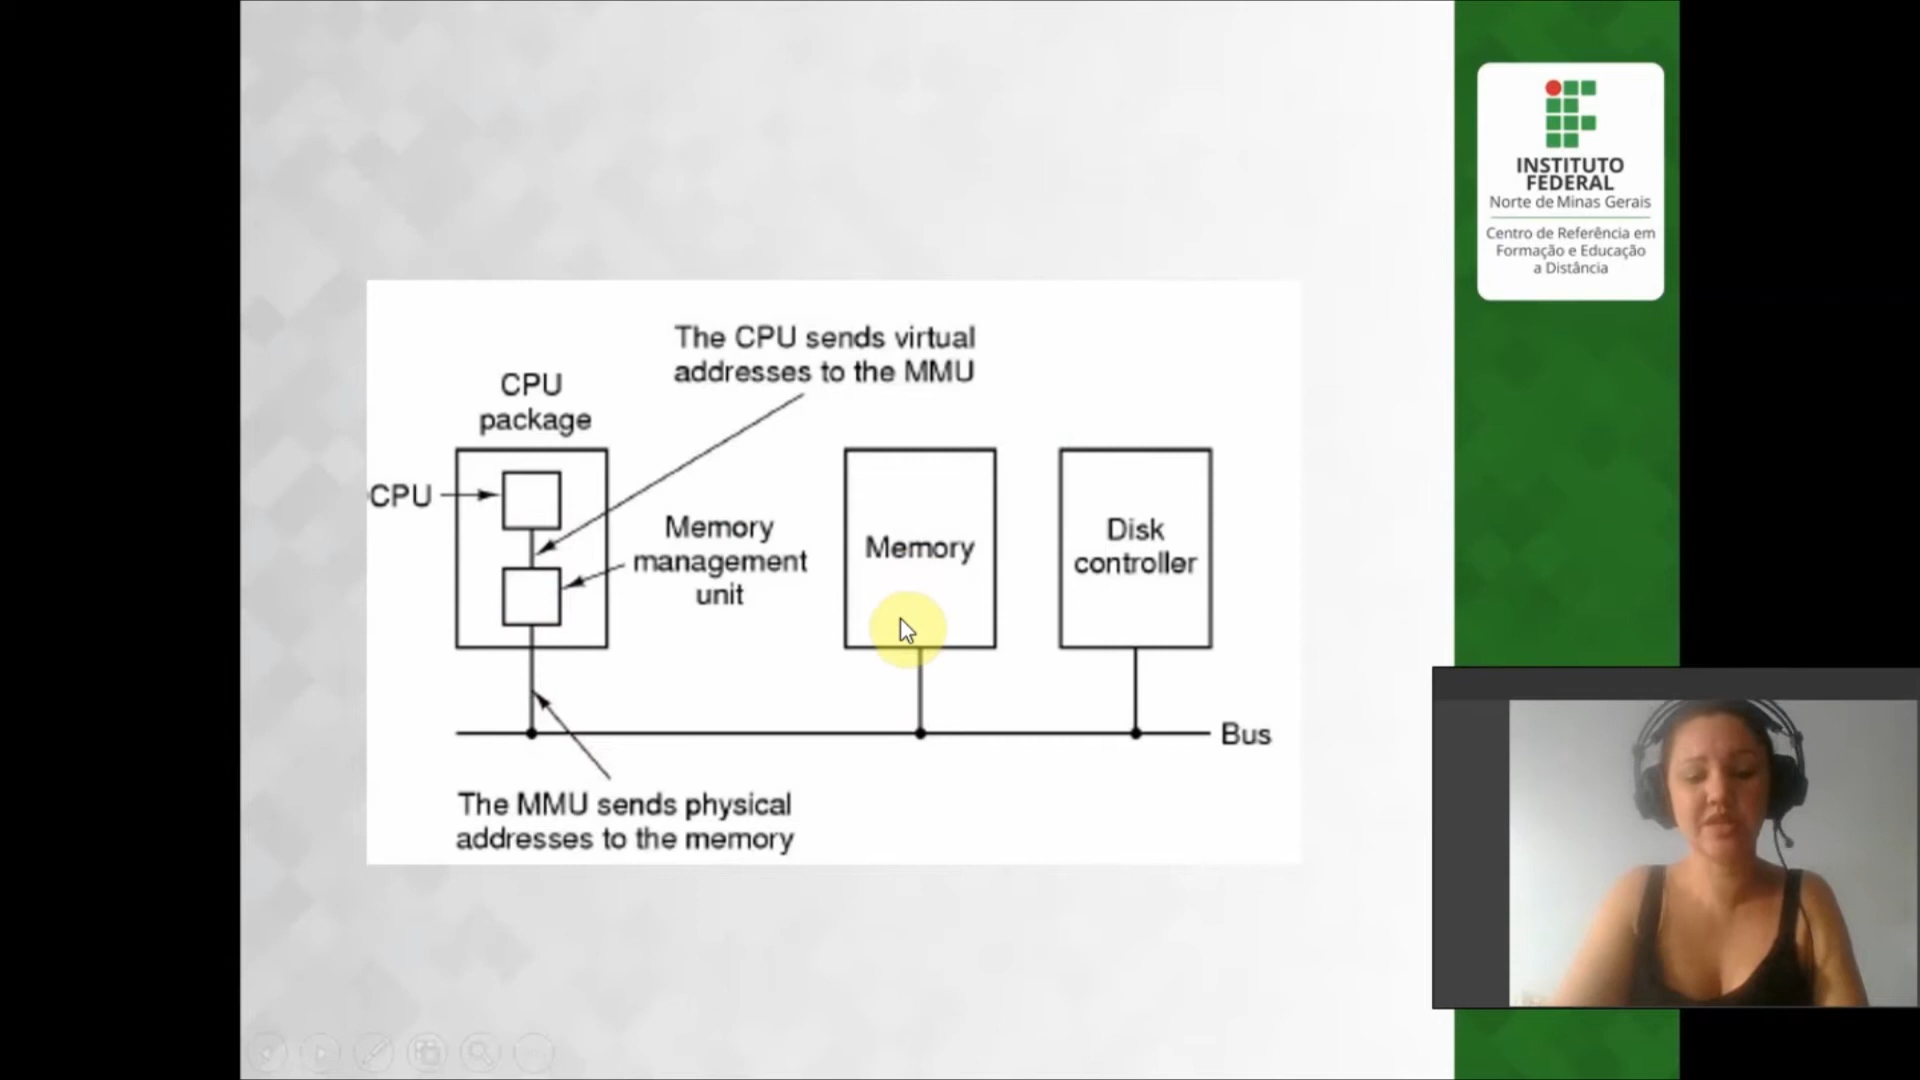 The CPU sends virtual
addresses to the MMU
CPU
package
CPU
Memory
management
unit
Memory
Disk
controller
Bus
The MMU sends physical
addresses to the memory
INSTITUTO
FEDERAL
Norte de Minas Gerais
Centro de Referência em
Formação e Educação
a Distância